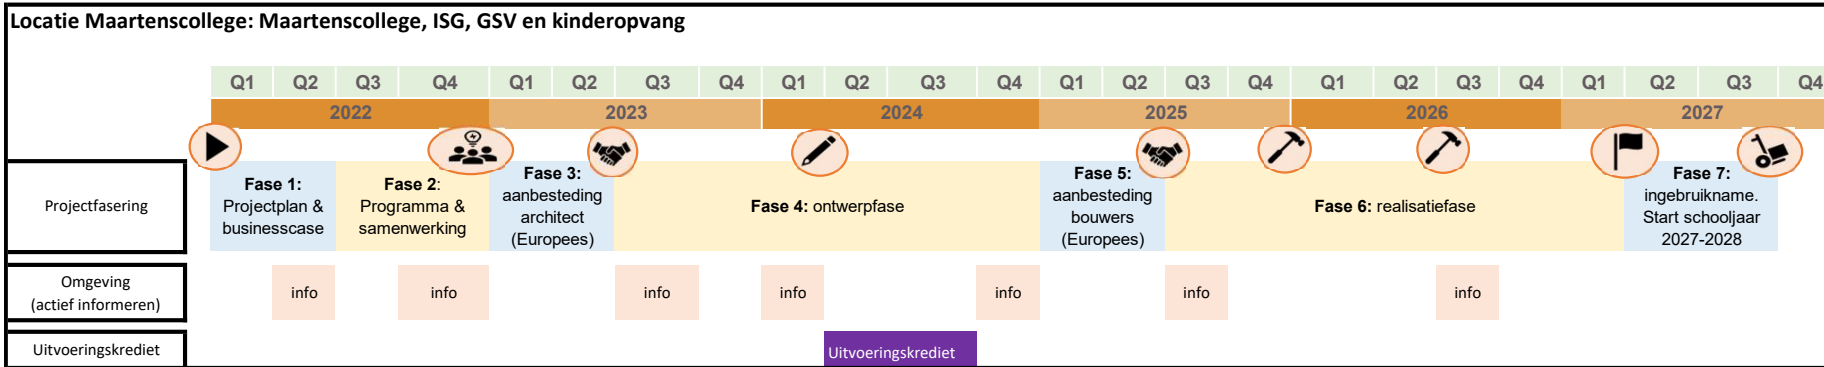 Locatie Maartenscollege: Maartenscollege, ISG, GSV en kinderopvang
Q1 Q2 Q3 Q4 Q1 Q2 Q3 Q4 Q1 Q2 Q3 Q4 Q1 Q2 Q3 Q4 Q1 Q2 Q3 Q4 Q1 Q2 Q3 Q4
2022 2023 2024 2025 2026 2027
Projectfasering
Fase 1:
Projectplan &
businesscase
Fase 2:
Programma &
samenwerking
Fase 3:
aanbesteding
architect
(Europees)
Fase 4: ontwerpfase
Fase 5:
aanbesteding
bouwers
(Europees)
Fase 6: realisatiefase
Fase 7:
ingebruikname.
Start schooljaar
2027-2028
Omgeving
(actief informeren)
info info info info info info info
Uitvoeringskrediet
Uitvoeringskrediet